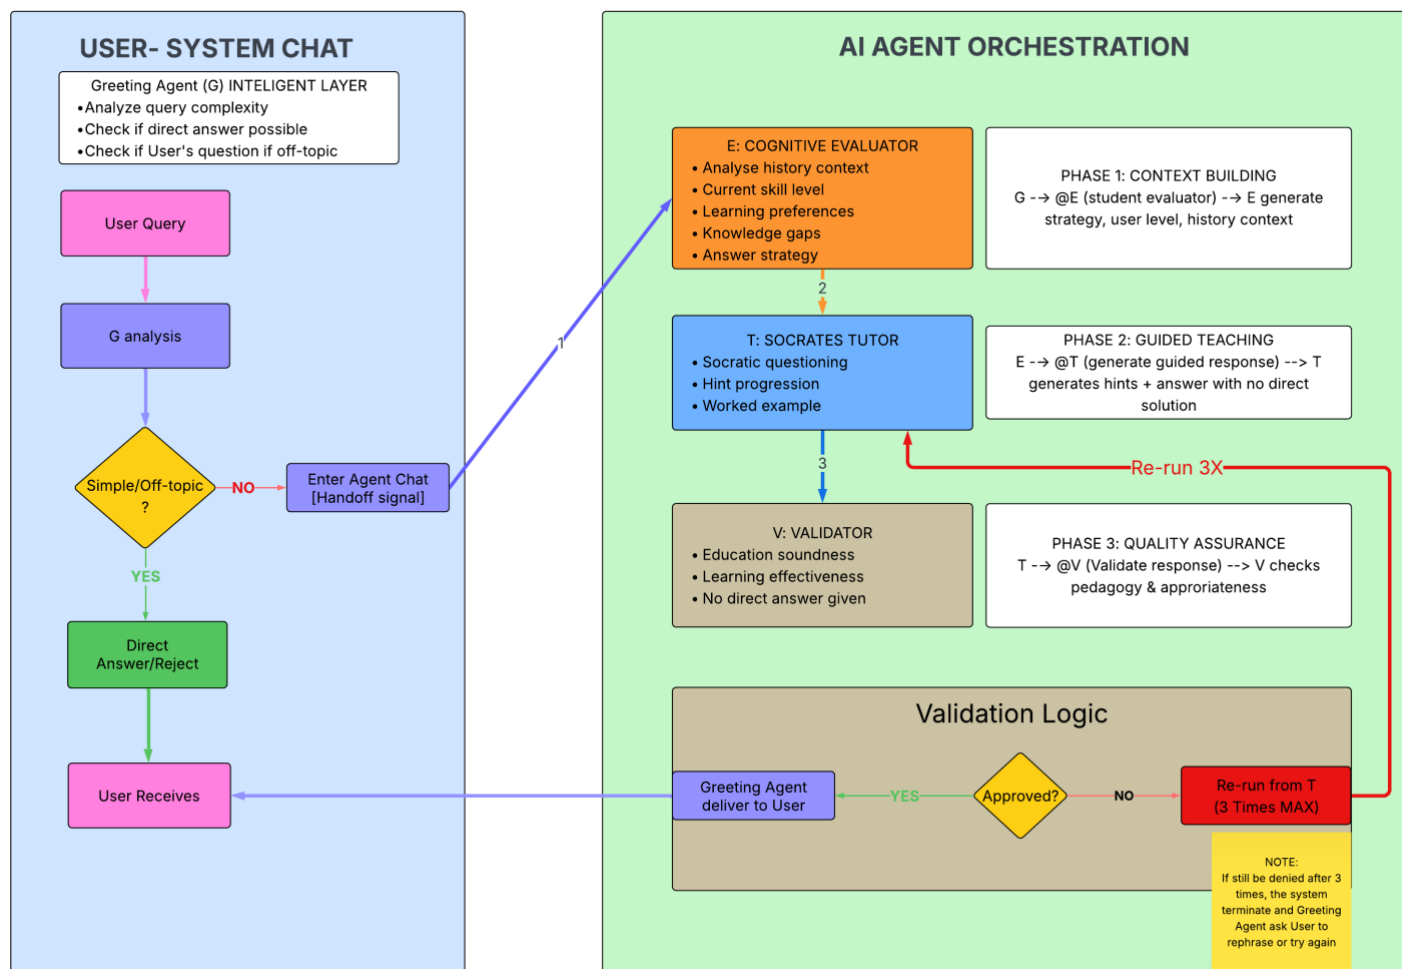 USER- SYSTEM CHAT
Greeting Agent (G) INTELIGENT LAYER
•Analyze query complexity
•Check if direct answer possible
•Check if User's question if off-topic
User Query
G analysis
Simple/Off-topic
?
NO
Enter Agent Chat
[Handoff signal]
YES
Direct
Answer/Reject
User Receives
1
AI AGENT ORCHESTRATION
E: COGNITIVE EVALUATOR
• Analyse history context
• Current skill level
• Learning preferences
• Knowledge gaps
• Answer strategy
PHASE 1: CONTEXT BUILDING
G --> @E (student evaluator) --> E generate
strategy, user level, history context
2
T: SOCRATES TUTOR
• Socratic questioning
• Hint progression
• Worked example
PHASE 2: GUIDED TEACHING
E --> @T (generate guided response) --> T
generates hints + answer with no direct
solution
3
Re-run 3X
V: VALIDATOR
• Education soundness
• Learning effectiveness
• No direct answer given
PHASE 3: QUALITY ASSURANCE
T --> @V (Validate response) --> V checks
pedagogy & approriateness
Validation Logic
Greeting Agent
deliver to User
YES
Approved?
NO
Re-run from T
(3 Times MAX)
NOTE:
If still be denied after 3
times, the system
terminate and Greeting
Agent ask User to
rephrase or try again